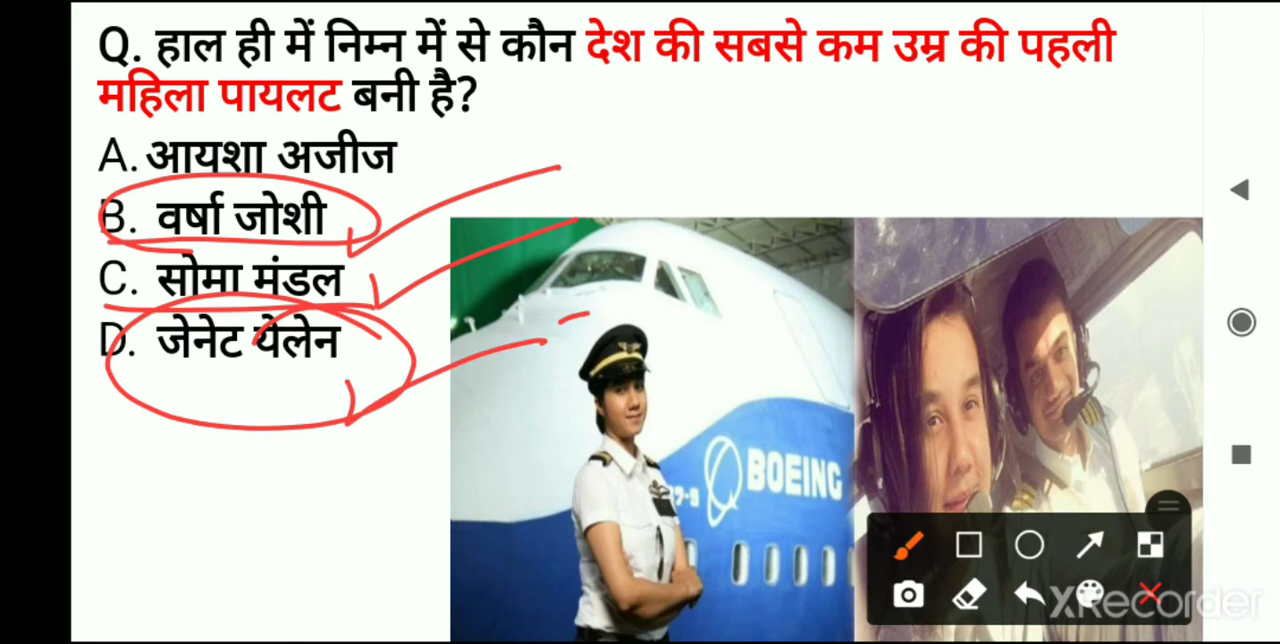 Q. हाल ही में निम्न में से कौन देश की सबसे कम उम्र की पहली
महिला पायलट बनी है?
A. आयशा अजीज
B. वर्षा जोशी
C. सोमा मंडल
D. जेनेट येलेन
BOEING
XRecorder